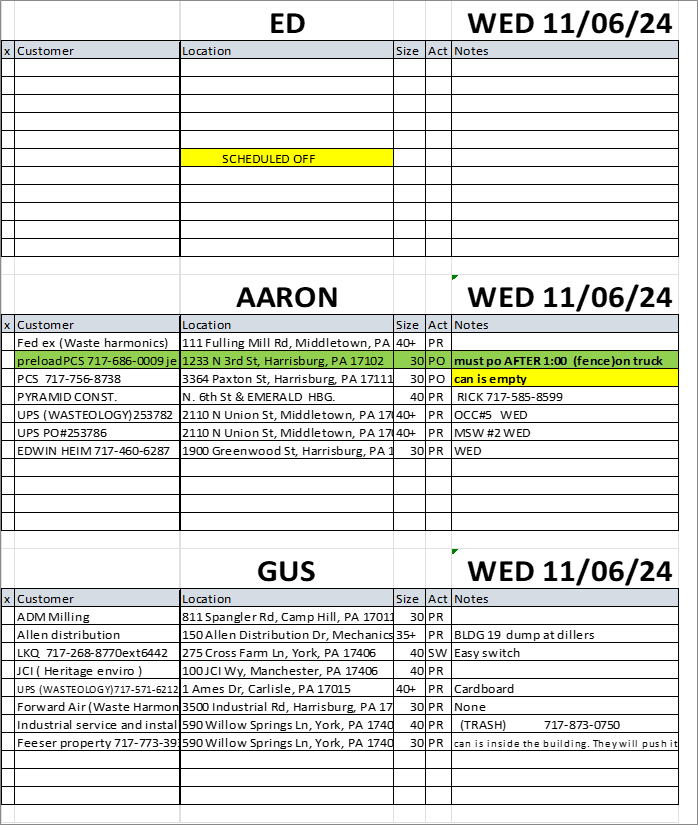 ED WED 11/06/24
x Customer Location Size Act Notes
SCHEDULED OFF
AARON WED 11/06/24
x Customer Location Size Act Notes
Fed ex (Waste harmonics) 111 Fulling Mill Rd, Middletown, PA 40+ PR
preloadPCS 717-686-0009 je 1233 N 3rd St, Harrisburg, PA 17102 30 PO must po AFTER 1:00 (fence)on truck
PCS 717-756-8738 3364 Paxton St, Harrisburg, PA 17111 30 PO can is empty
PYRAMID CONST. N. 6th St & EMERALD HBG. 40 PR RICK 717-585-8599
UPS (WASTEOLOGY)253782 2110 N Union St, Middletown, PA 17 40+ PR OCC#5 WED
UPS PO#253786 2110 N Union St, Middletown, PA 17 40+ PR MSW #2 WED
EDWIN HEIM 717-460-6287 1900 Greenwood St, Harrisburg, PA 1 30 PR WED
GUS WED 11/06/24
x Customer Location Size Act Notes
ADM Milling 811 Spangler Rd, Camp Hill, PA 17011 30 PR
Allen distribution 150 Allen Distribution Dr, Mechanics 35+ PR BLDG 19 dump at dillers
LKQ 717-268-8770ext6442 275 Cross Farm Ln, York, PA 17406 40 SW Easy switch
JCI ( Heritage enviro ) 100 JCI Wy, Manchester, PA 17406 40 PR
UPS (WASTEOLOGY)717-571-6212 1 Ames Dr, Carlisle, PA 17015 40+ PR Cardboard
Forward Air (Waste Harmon 3500 Industrial Rd, Harrisburg, PA 17 30 PR None
Industrial service and instal 590 Willow Springs Ln, York, PA 1740 40 PR (TRASH) 717-873-0750
Feeser property 717-773-39 590 Willow Springs Ln, York, PA 1740 30 PR can is inside the building. They will push it